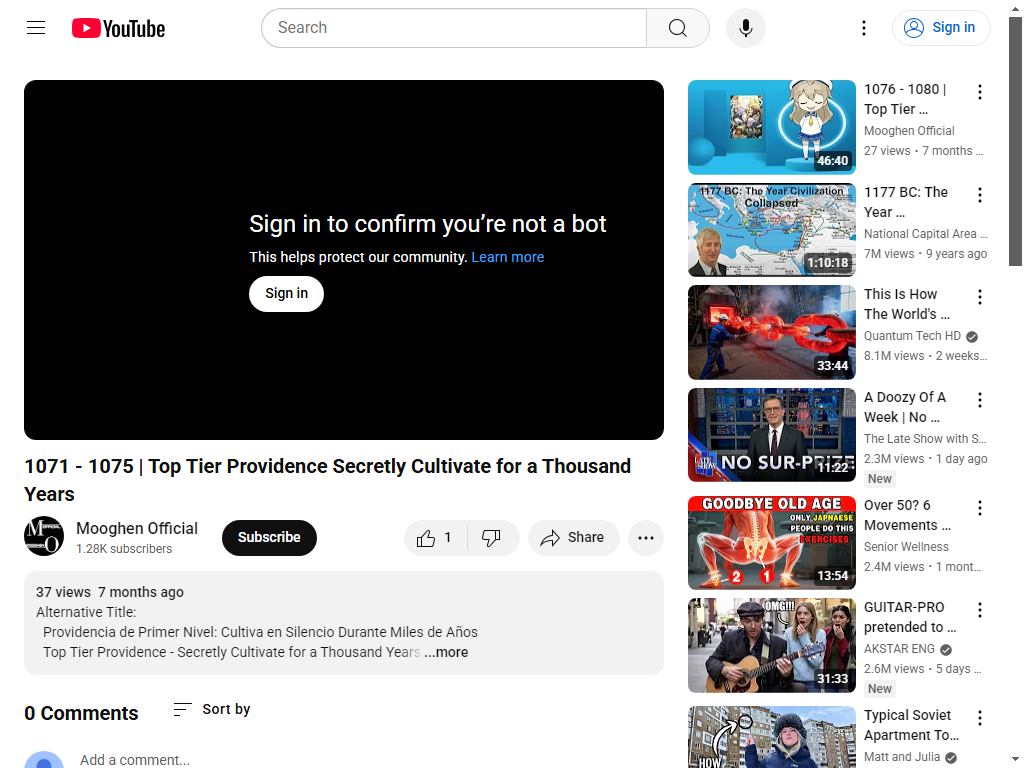 YouTube
Search
Sign in
Sign in to confirm you’re not a bot
This helps protect our community. Learn more
Sign in
1071 - 1075 | Top Tier Providence Secretly Cultivate for a Thousand
Years
Mooghen Official
1.28K subscribers
Subscribe
1
Share
37 views 7 months ago
Alternative Title:
Providencia de Primer Nivel: Cultiva en Silencio Durante Miles de Años
Top Tier Providence - Secretly Cultivate for a Thousand Years ...more
0 Comments
Sort by
Add a comment...
46:40
1076 - 1080 |
Top Tier ...
Mooghen Official
27 views • 7 months ...
1177 BC: The Year Civilization
Collapsed
1:10:18
1177 BC: The
Year ...
National Capital Area ...
7M views • 9 years ago
33:44
This Is How
The World's ...
Quantum Tech HD
8.1M views • 2 weeks...
LATE SHOW
NO SUR-PRIZE
11:22
A Doozy Of A
Week | No ...
The Late Show with S...
2.3M views • 1 day ago
New
GOODBYE OLD AGE
ONLY JAPNAESE
PEOPLE DO THIS
EXERCISES
2 1
13:54
Over 50? 6
Movements ...
Senior Wellness
2.4M views • 1 mont...
OMG!!!
31:33
GUITAR-PRO
pretended to ...
AKSTAR ENG
2.6M views • 5 days ...
New
HOW
Typical Soviet
Apartment To...
Matt and Julia